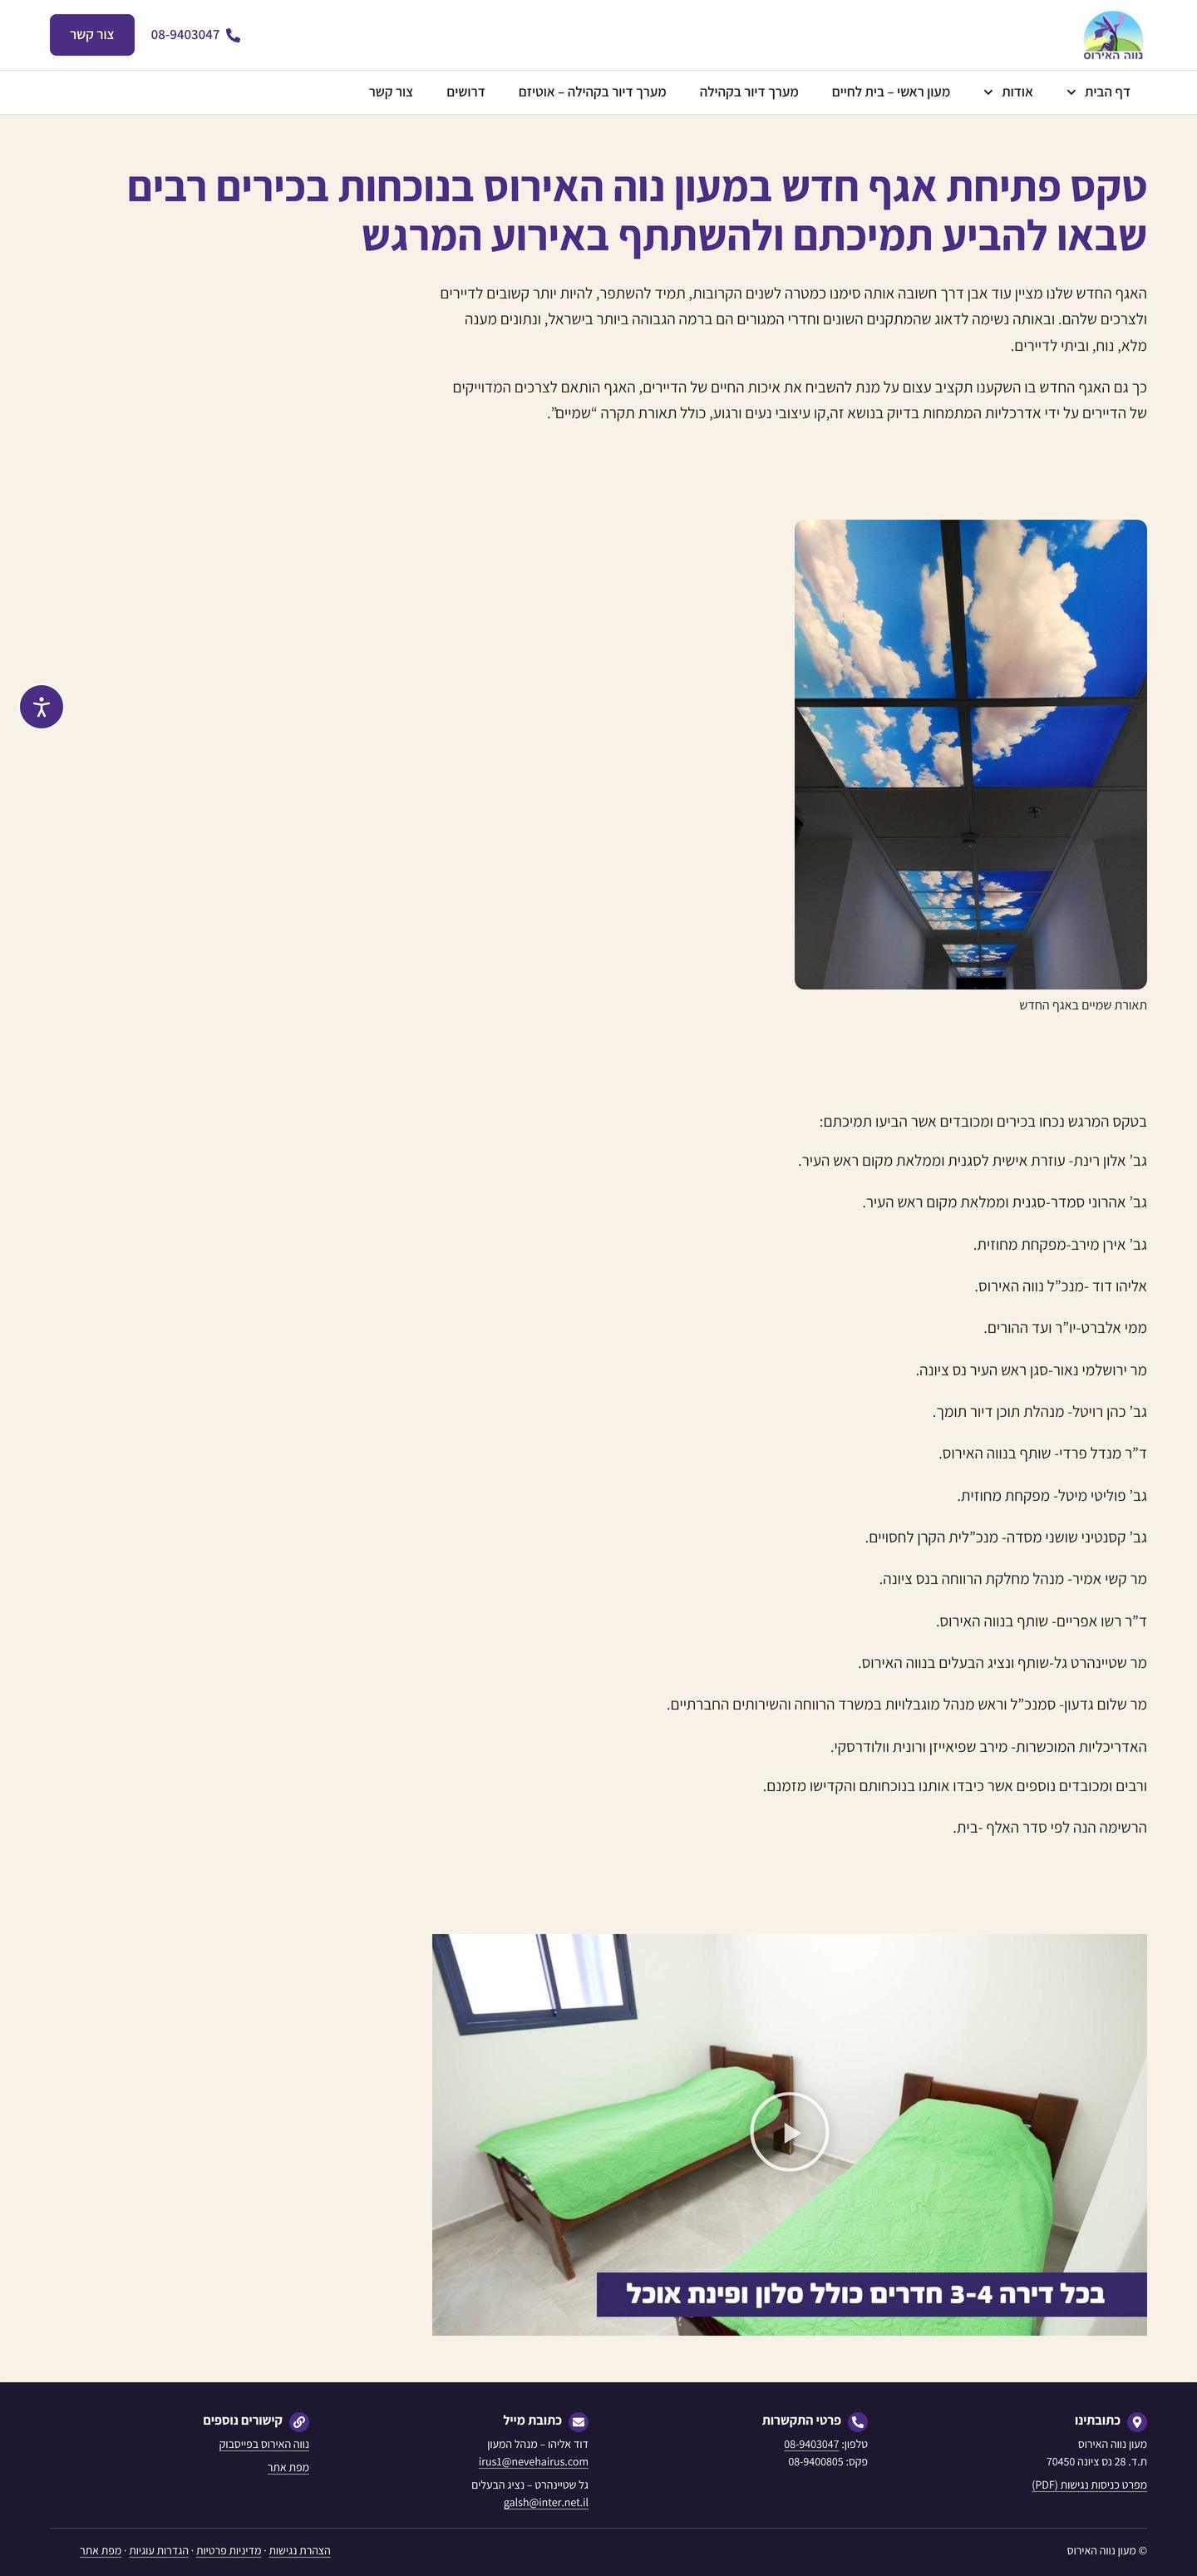 נווה האירוס
08-9403047
צור קשר
דף הבית
אודות
מעון ראשי – בית לחיים
מערך דיור בקהילה
מערך דיור בקהילה – אוטיזם
דרושים
צור קשר
טקס פתיחת אגף חדש במעון נוה האירוס בנוכחות בכירים רבים
שבאו להביע תמיכתם ולהשתתף באירוע המרגש
האגף החדש שלנו מציין עוד אבן דרך חשובה אותה סימנו כמטרה לשנים הקרובות, תמיד להשתפר, להיות יותר קשובים לדיירים
ולצרכים שלהם. ובאותה נשימה לדאוג שהמתקנים השונים וחדרי המגורים הם ברמה הגבוהה ביותר בישראל, ונתונים מענה
מלא, נוח, וביתי לדיירים.
כך גם האגף החדש בו השקענו תקציב עצום על מנת להשביח את איכות החיים של הדיירים, האגף הותאם לצרכים המדוייקים
של הדיירים על ידי אדרכליות המתמחות בדיוק בנושא זה,קו עיצובי נעים ורגוע, כולל תאורת תקרה “שמיים”.
תאורת שמיים באגף החדש
בטקס המרגש נכחו בכירים ומכובדים אשר הביעו תמיכתם:
גב’ אלון רינת- עוזרת אישית לסגנית וממלאת מקום ראש העיר.
גב’ אהרוני סמדר-סגנית וממלאת מקום ראש העיר.
גב’ אירן מירב-מפקחת מחוזית.
אליהו דוד -מנכ”ל נווה האירוס.
ממי אלברט-יו”ר ועד ההורים.
מר ירושלמי נאור-סגן ראש העיר נס ציונה.
גב’ כהן רויטל- מנהלת תוכן דיור תומך.
ד”ר מנדל פרדי- שותף בנווה האירוס.
גב’ פוליטי מיטל- מפקחת מחוזית.
גב’ קסנטיני שושני מסדה- מנכ”לית הקרן לחסויים.
מר קשי אמיר- מנהל מחלקת הרווחה בנס ציונה.
ד”ר רשו אפריים- שותף בנווה האירוס.
מר שטיינהרט גל-שותף ונציג הבעלים בנווה האירוס.
מר שלום גדעון- סמנכ”ל וראש מנהל מוגבלויות במשרד הרווחה והשירותים החברתיים.
האדריכליות המוכשרות- מירב שפיאייזן ורונית וולודרסקי.
ורבים ומכובדים נוספים אשר כיבדו אותנו בנוכחותם והקדישו מזמנם.
הרשימה הנה לפי סדר האלף -בית.
בכל דירה 3-4 חדרים כולל סלון ופינת אוכל
כתובתינו
מעון נווה האירוס
ת.ד. 28 נס ציונה 70450
מפרט כניסות נגישות (PDF)
פרטי התקשרות
טלפון: 08-9403047
פקס: 08-9400805
כתובת מייל
דוד אליהו – מנהל המעון
irus1@nevehairus.com
גל שטיינהרט – נציג הבעלים
galsh@inter.net.il
קישורים נוספים
נווה האירוס בפייסבוק
מפת אתר
© מעון נווה האירוס
הצהרת נגישות · מדיניות פרטיות · הגדרות עוגיות · מפת אתר